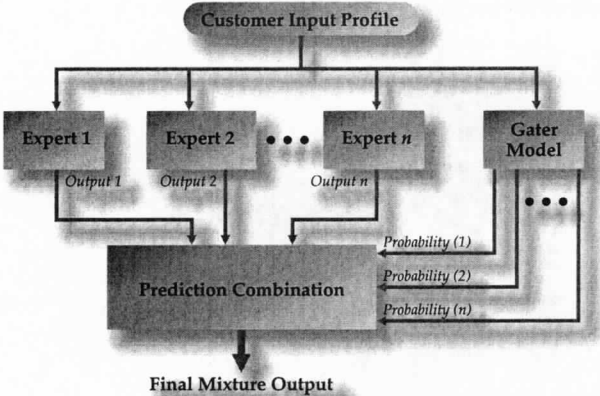 Customer Input Profile
Expert 1
Expert 2
Expert n
Gater
Model
Output 1
Output 2
Output n
Probability (1)
Probability (2)
Probability (n)
Prediction Combination
Final Mixture Output